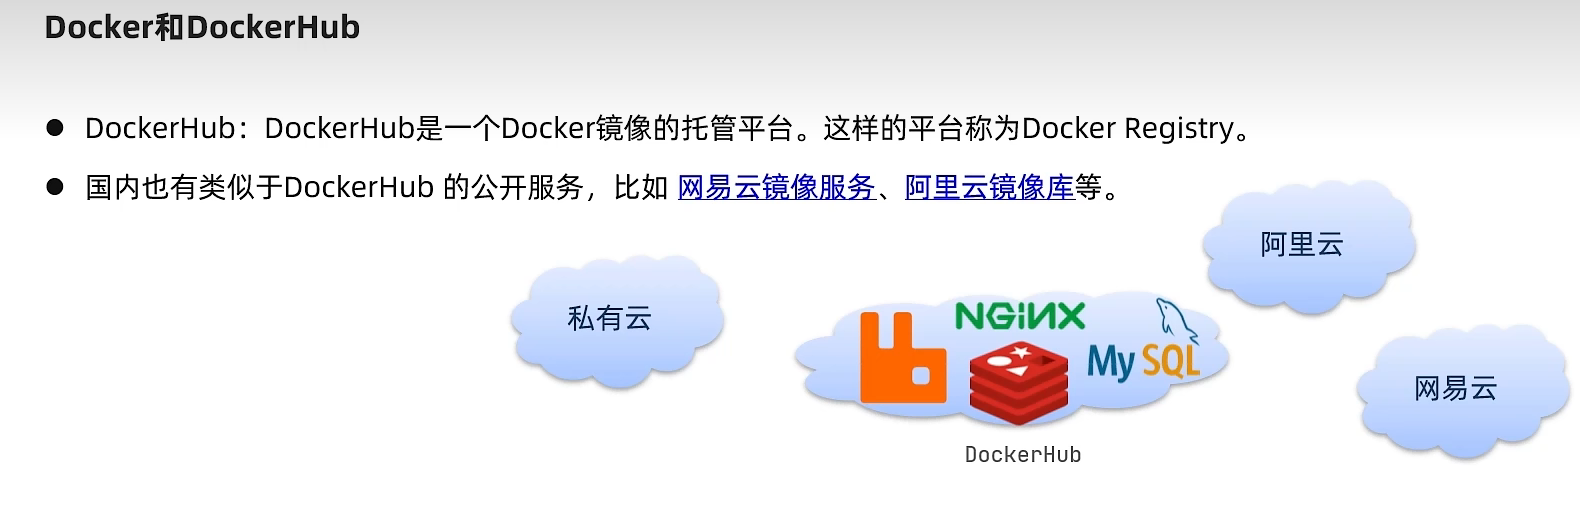 Docker和DockerHub
DockerHub：DockerHub是一个Docker镜像的托管平台。这样的平台称为Docker Registry。
国内也有类似于DockerHub 的公开服务，比如 网易云镜像服务、阿里云镜像库等。
阿里云
私有云
NGINX
MySQL
网易云
DockerHub